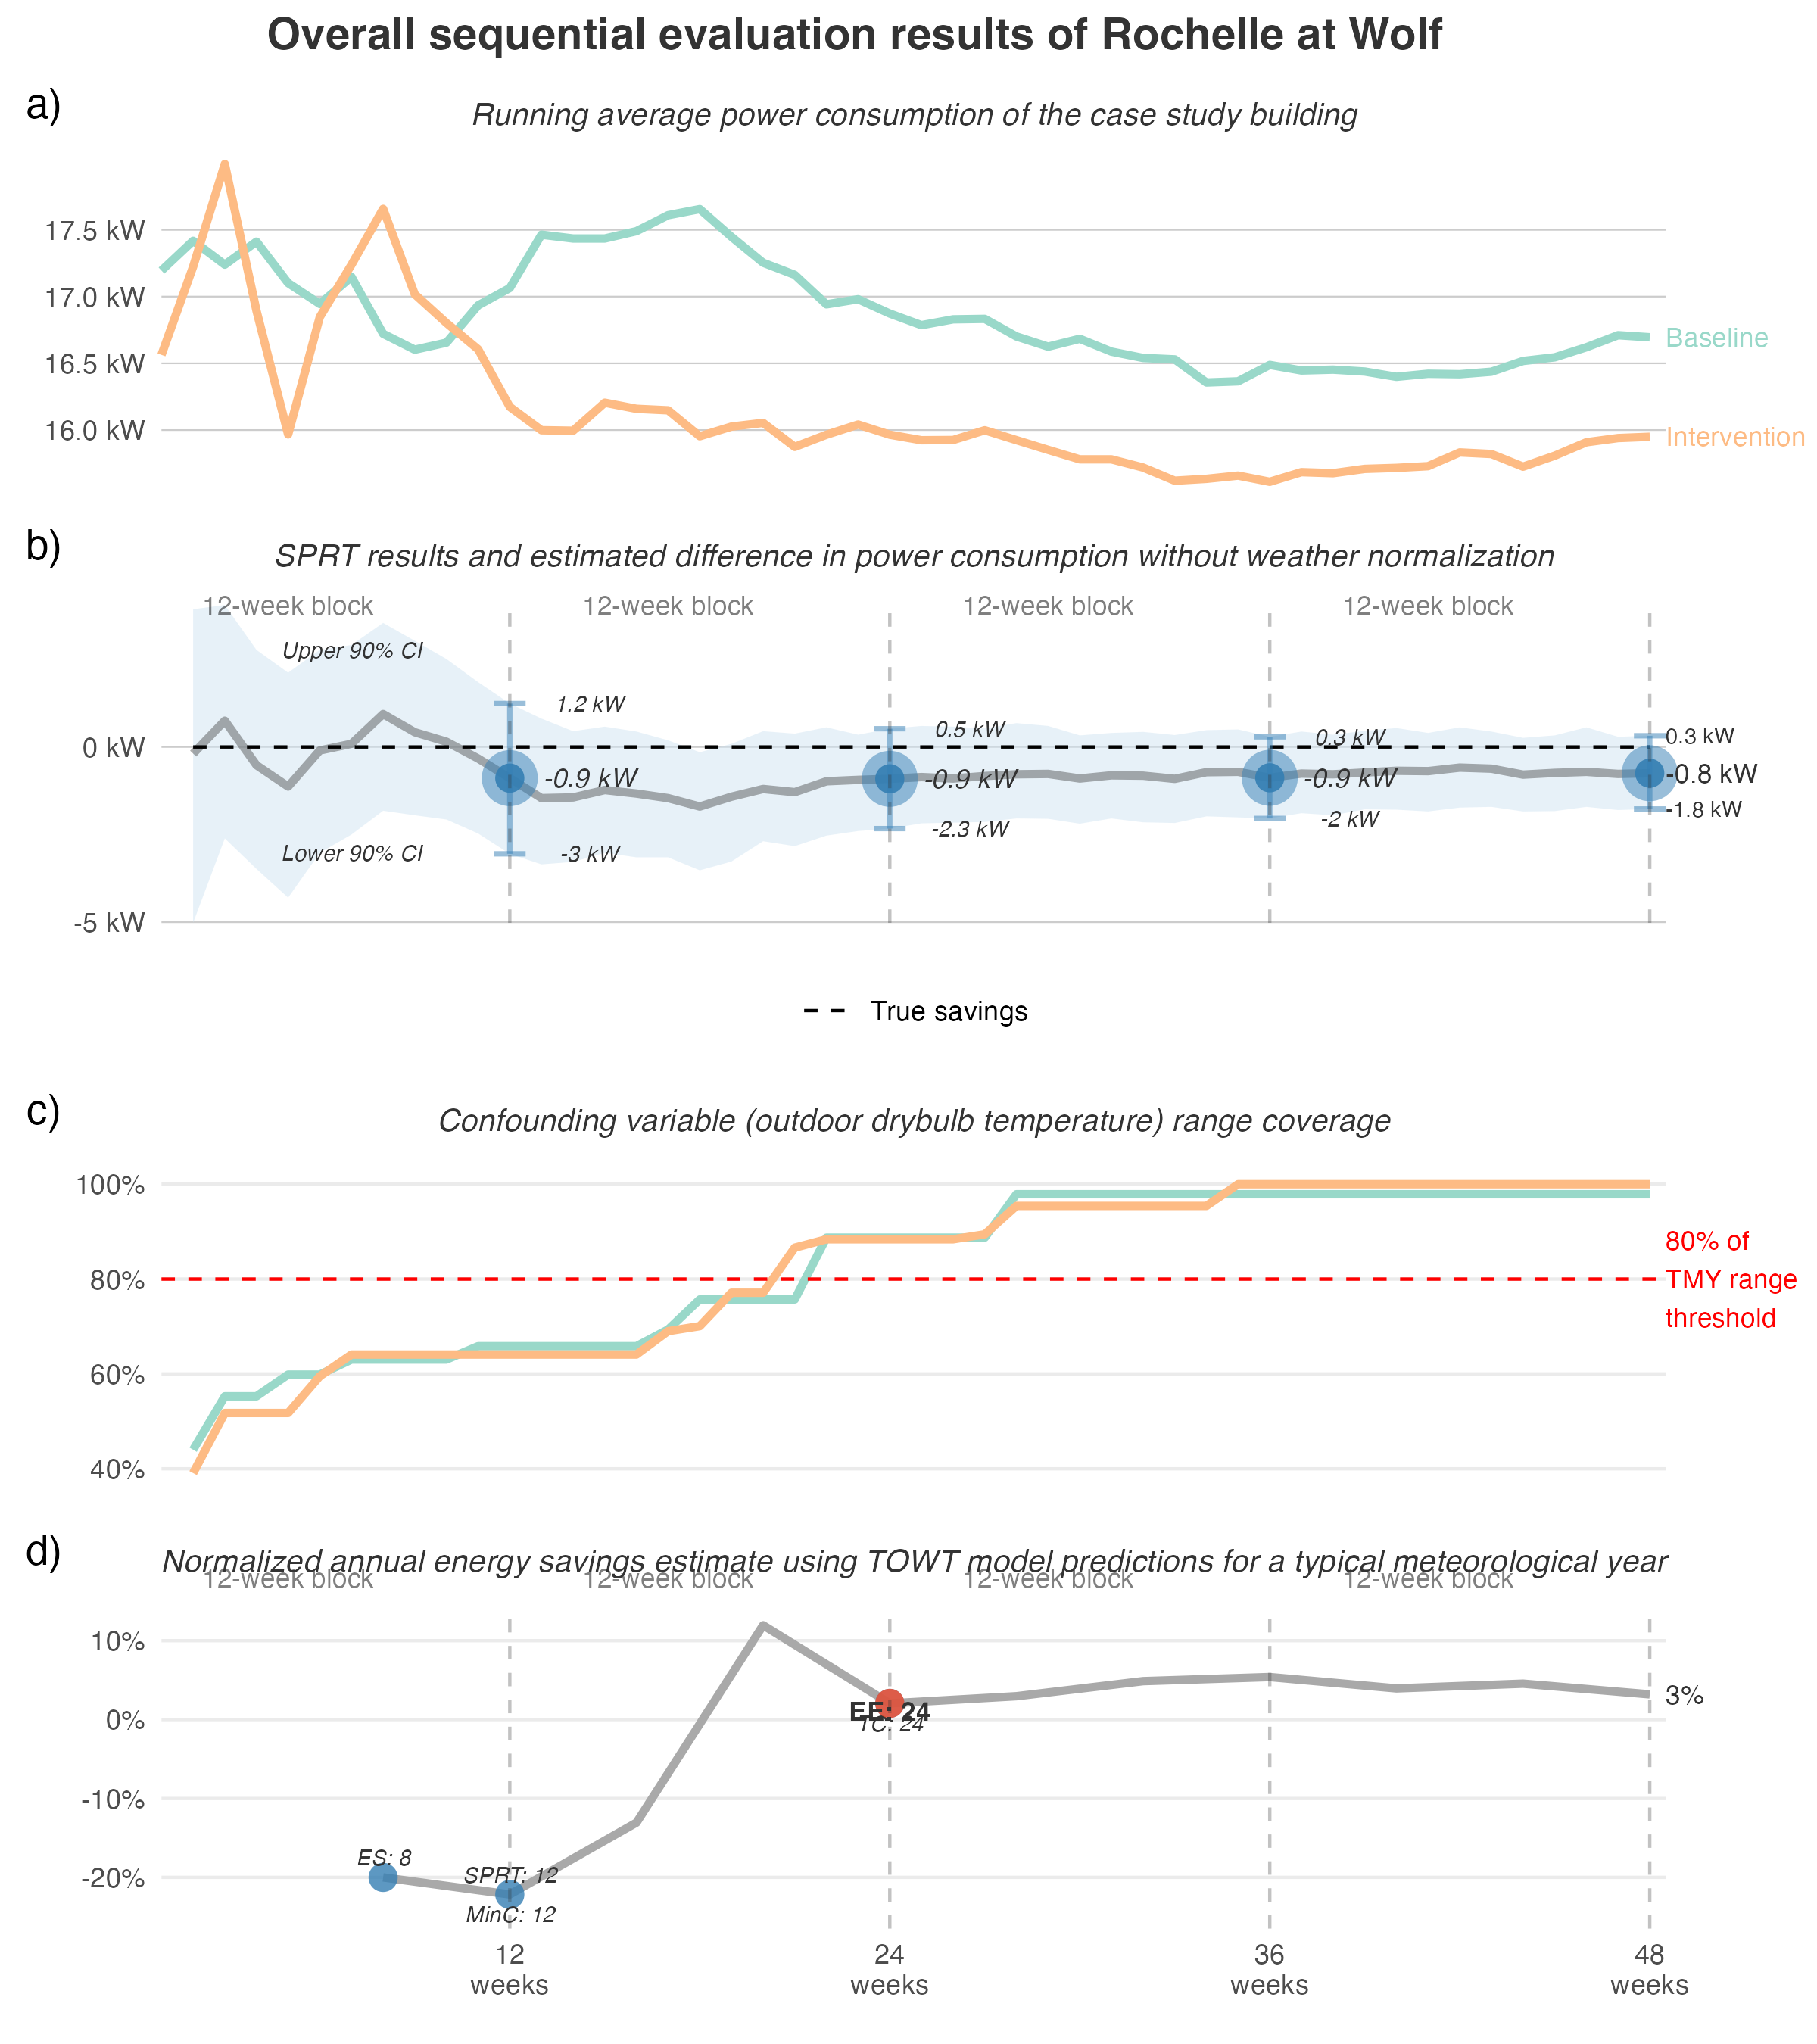 Overall sequential evaluation results of Rochelle at Wolf
a)
Running average power consumption of the case study building
17.5 kW
17.0 kW
16.5 kW
16.0 kW
Baseline
Intervention
b)
SPRT results and estimated difference in power consumption without weather normalization
12-week block 12-week block 12-week block 12-week block
Upper 90% CI
Lower 90% CI
0 kW
-5 kW
1.2 kW
-0.9 kW
-3 kW
0.5 kW
-0.9 kW
-2.3 kW
0.3 kW
-0.9 kW
-2 kW
0.3 kW
-0.8 kW
-1.8 kW
True savings
c)
Confounding variable (outdoor drybulb temperature) range coverage
100%
80%
60%
40%
80% of
TMY range
threshold
d)
Normalized annual energy savings estimate using TOWT model predictions for a typical meteorological year
12-week block 12-week block 12-week block 12-week block
10%
0%
-10%
-20%
ES: 8
SPRT: 12
MinC: 12
EE: 24
TC: 24
3%
12
weeks
24
weeks
36
weeks
48
weeks